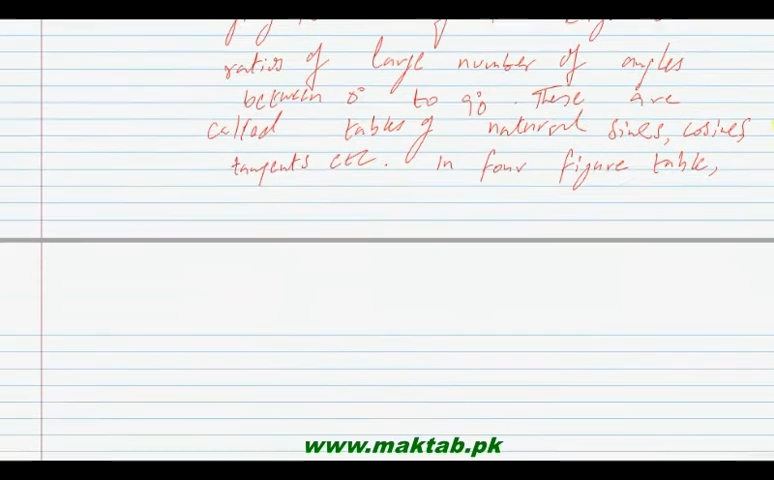 ratios of large number of angles
between 0° to 90°. These are
called tables of natural sines, cosines,
tangents etc. In four figure table,
www.maktab.pk